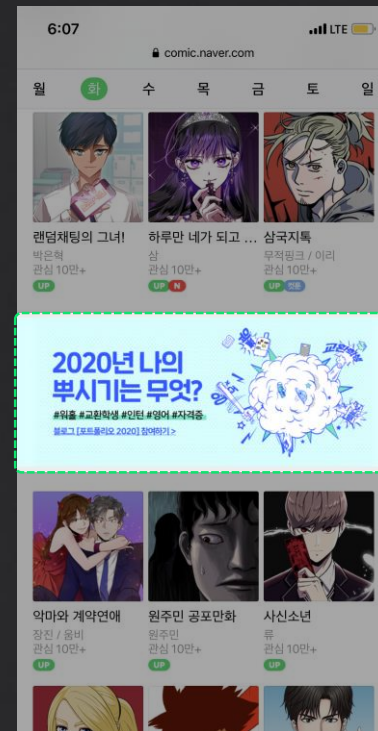 6:07
LTE
comic.naver.com
월 화 수 목 금 토 일
랜덤채팅의 그녀!
박은혁
관심 10만+
UP
하루만 네가 되고 ...
삼
관심 10만+
UP N
삼국지톡
무적핑크 / 이리
관심 10만+
UP 컷툰
2020년 나의
뿌시기는 무엇?
#워홀 #교환학생 #인턴 #영어 #자격증
블로그 [포트폴리오 2020] 참여하기 >
교환학생
악마와 계약연애
장진 / 움비
관심 10만+
UP
원주민 공포만화
원주민
관심 10만+
UP
사신소년
류
관심 10만+
UP